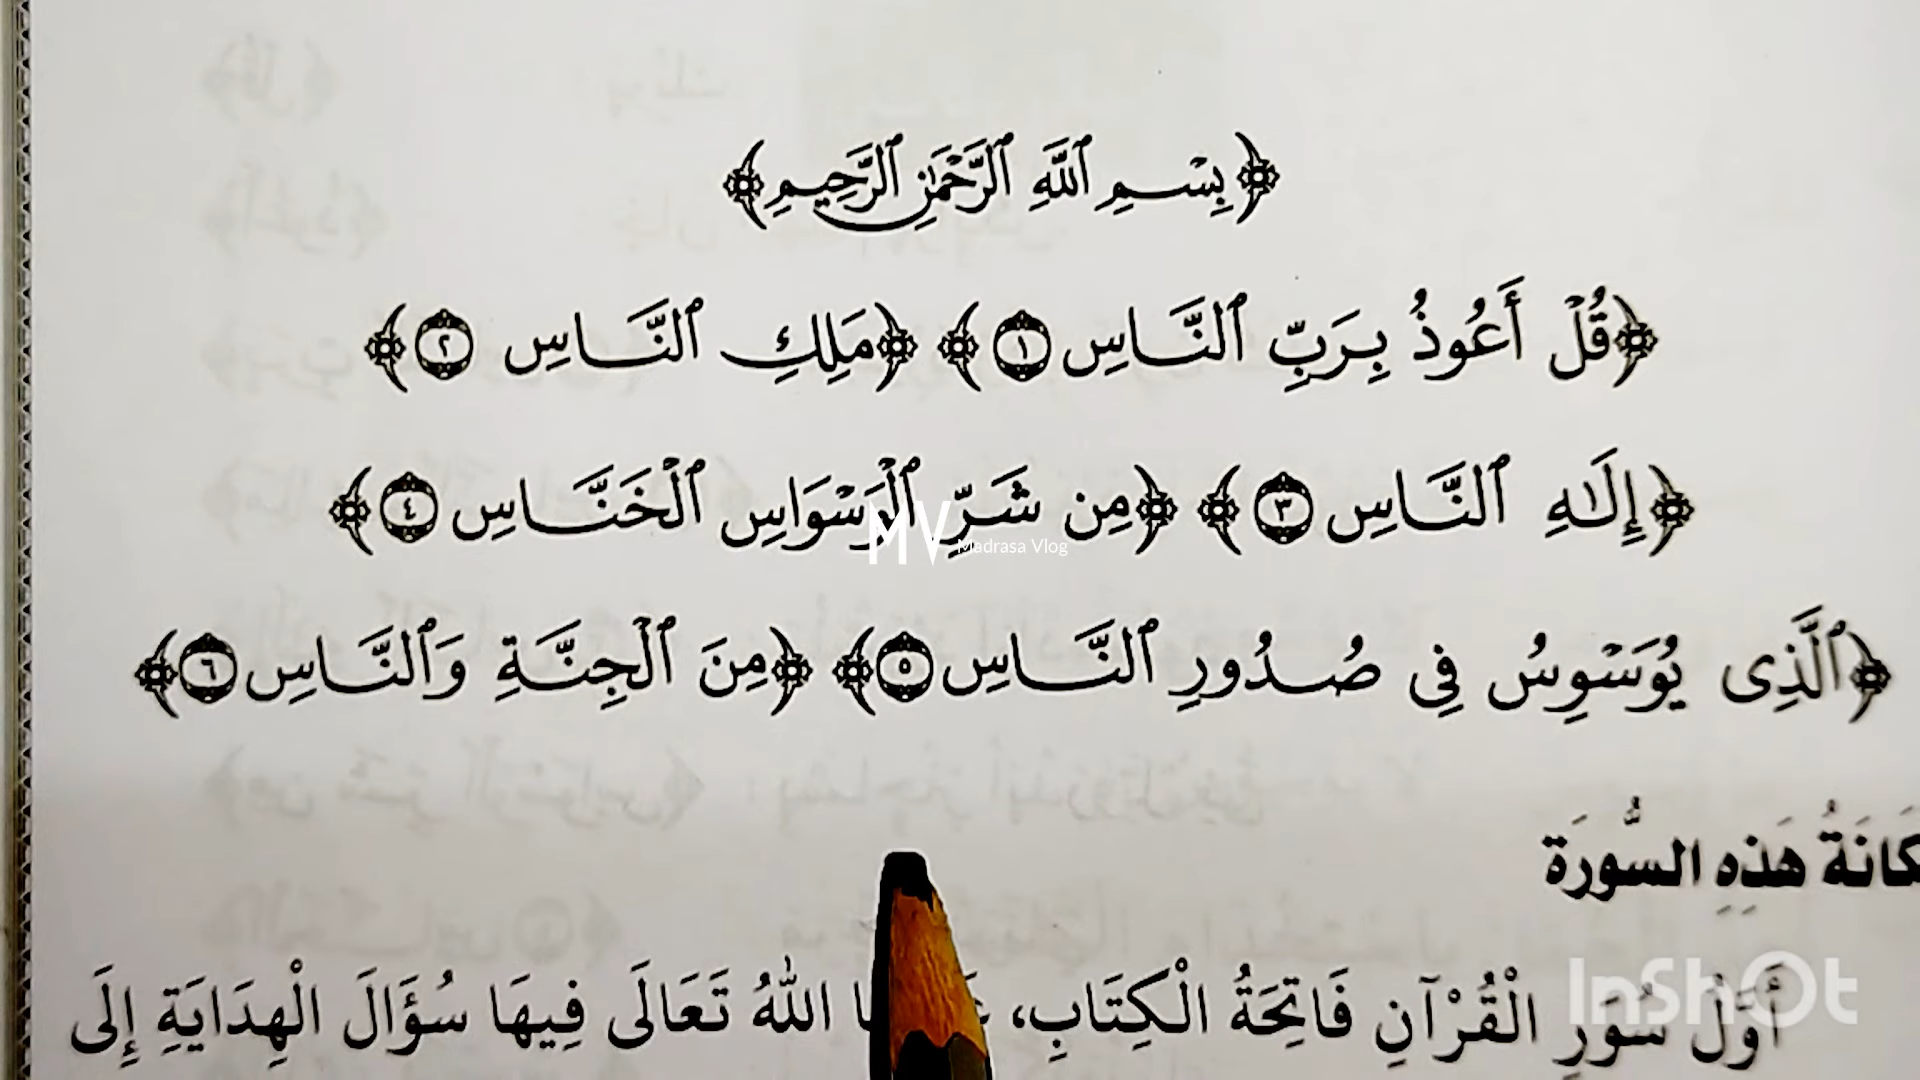 ﴿بِسْمِ ٱللَّهِ ٱلرَّحْمَٰنِ ٱلرَّحِيمِ﴾
﴿قُلْ أَعُوذُ بِرَبِّ ٱلنَّاسِ ١﴾ ﴿مَلِكِ ٱلنَّاسِ ٢﴾
﴿إِلَٰهِ ٱلنَّاسِ ٣﴾ ﴿مِن شَرِّ ٱلْوَسْوَاسِ ٱلْخَنَّاسِ ٤﴾
MV Madrasa Vlog
﴿ٱلَّذِى يُوَسْوِسُ فِى صُدُورِ ٱلنَّاسِ ٥﴾ ﴿مِنَ ٱلْجِنَّةِ وَٱلنَّاسِ ٦﴾
كَانَةُ هَذِهِ السُّورَة
أَوَّلُ سُوَرِ الْقُرْآنِ فَاتِحَةُ الْكِتَابِ، اللهُ تَعَالَى فِيهَا سُؤَالَ الْهِدَايَةِ إِلَى
InShOt